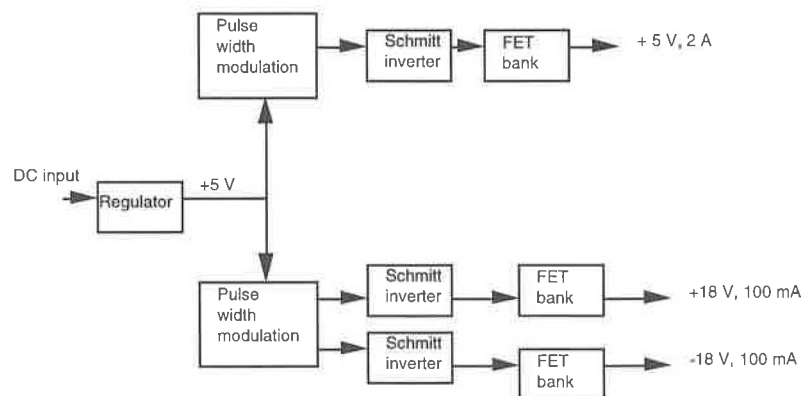 Pulse
width
modulation
Schmitt
inverter
FET
bank
+ 5 V, 2 A
DC input
Regulator
+5 V
Pulse
width
modulation
Schmitt
inverter
FET
bank
+18 V, 100 mA
Schmitt
inverter
FET
bank
-18 V, 100 mA